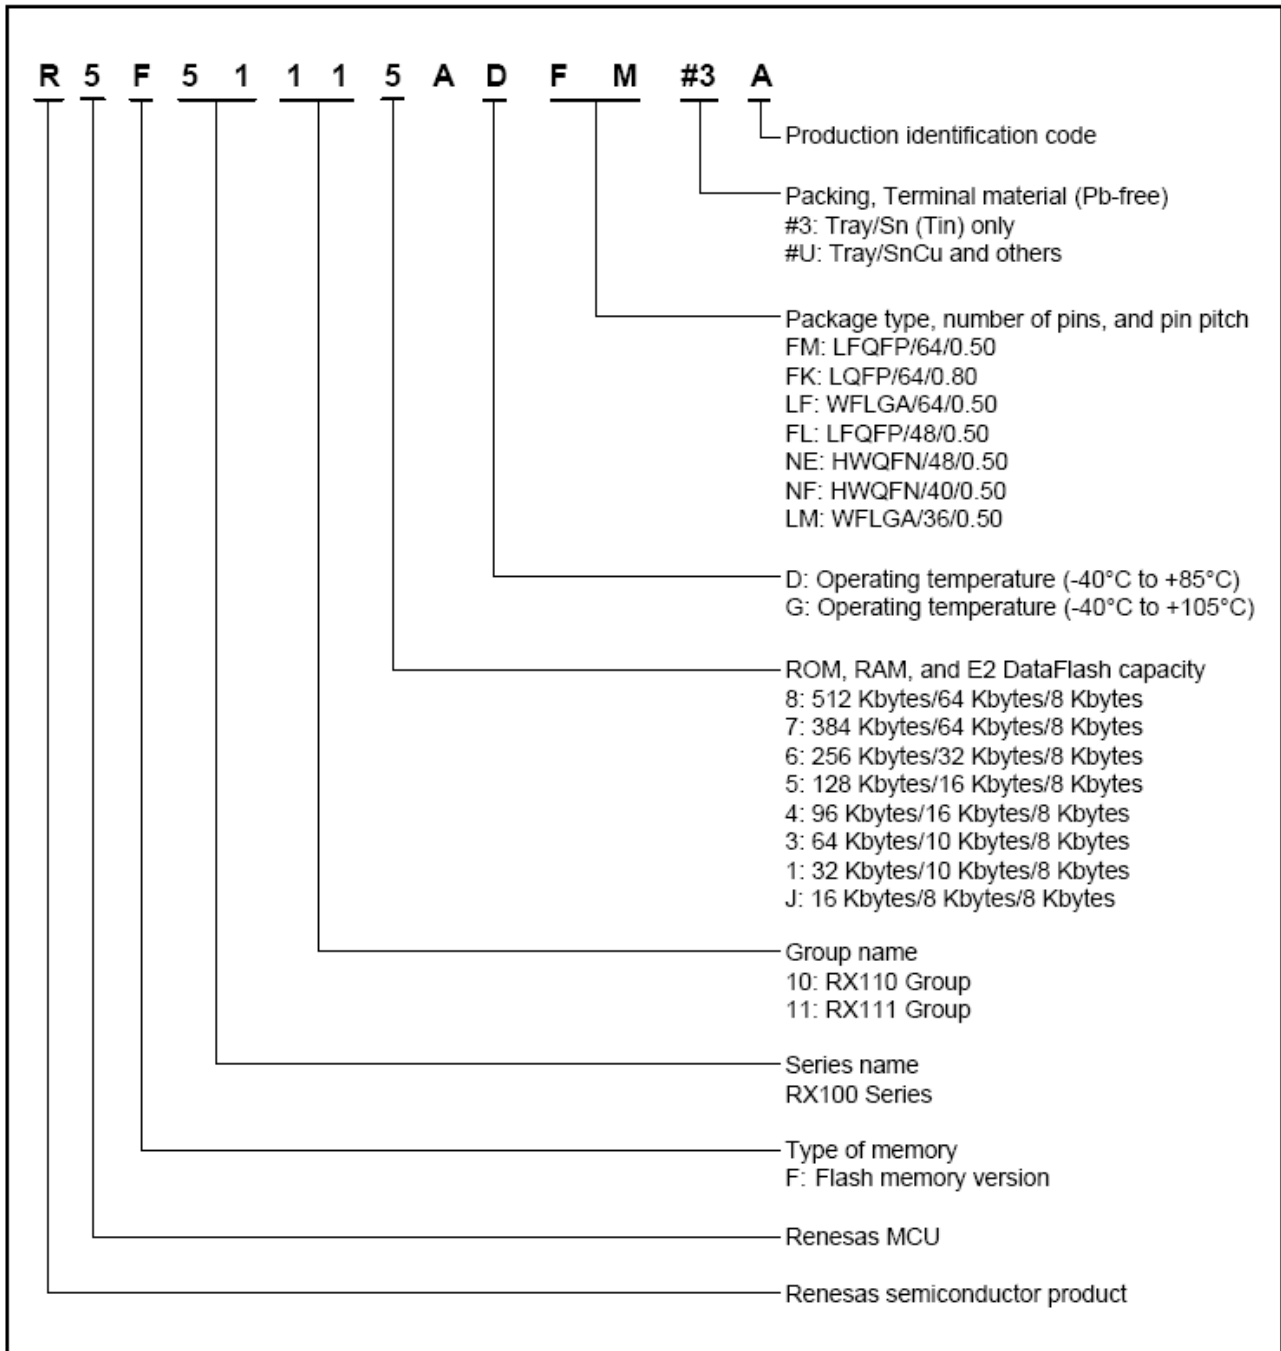 R 5 F 5 1 1 1 5 A D F M #3 A
Production identification code
Packing, Terminal material (Pb-free)
#3: Tray/Sn (Tin) only
#U: Tray/SnCu and others
Package type, number of pins, and pin pitch
FM: LFQFP/64/0.50
FK: LQFP/64/0.80
LF: WFLGA/64/0.50
FL: LFQFP/48/0.50
NE: HWQFN/48/0.50
NF: HWQFN/40/0.50
LM: WFLGA/36/0.50
D: Operating temperature (-40°C to +85°C)
G: Operating temperature (-40°C to +105°C)
ROM, RAM, and E2 DataFlash capacity
8: 512 Kbytes/64 Kbytes/8 Kbytes
7: 384 Kbytes/64 Kbytes/8 Kbytes
6: 256 Kbytes/32 Kbytes/8 Kbytes
5: 128 Kbytes/16 Kbytes/8 Kbytes
4: 96 Kbytes/16 Kbytes/8 Kbytes
3: 64 Kbytes/10 Kbytes/8 Kbytes
1: 32 Kbytes/10 Kbytes/8 Kbytes
J: 16 Kbytes/8 Kbytes/8 Kbytes
Group name
10: RX110 Group
11: RX111 Group
Series name
RX100 Series
Type of memory
F: Flash memory version
Renesas MCU
Renesas semiconductor product